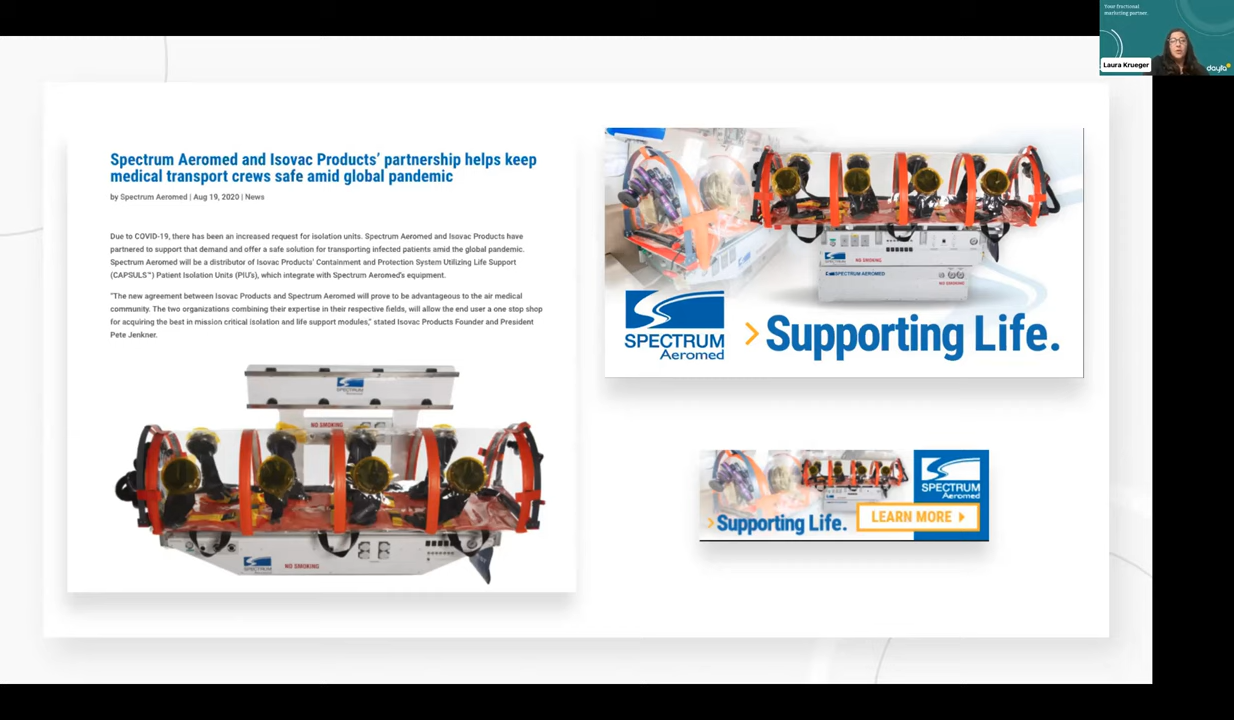 Your fractional
marketing partner.
Laura Krueger
dayta
Spectrum Aeromed and Isovac Products’ partnership helps keep
medical transport crews safe amid global pandemic
by Spectrum Aeromed | Aug 19, 2020 | News
Due to COVID-19, there has been an increased request for isolation units. Spectrum Aeromed and Isovac Products have
partnered to support that demand and offer a safe solution for transporting infected patients amid the global pandemic.
Spectrum Aeromed will be a distributor of Isovac Products’ Containment and Protection System Utilizing Life Support
(CAPSULS™) Patient Isolation Units (PIU’s), which integrate with Spectrum Aeromed’s equipment.
“The new agreement between Isovac Products and Spectrum Aeromed will prove to be advantageous to the air medical
community. The two organizations combining their expertise in their respective fields, will allow the end user a one stop shop
for acquiring the best in mission critical isolation and life support modules,” stated Isovac Products Founder and President
Pete Jenkner.
SPECTRUM
NO SMOKING
SPECTRUM
NO SMOKING
NO SMOKING
SPECTRUM AEROMED
NO SMOKING
SPECTRUM
Aeromed
Supporting Life.
SPECTRUM
Aeromed
Supporting Life.
LEARN MORE